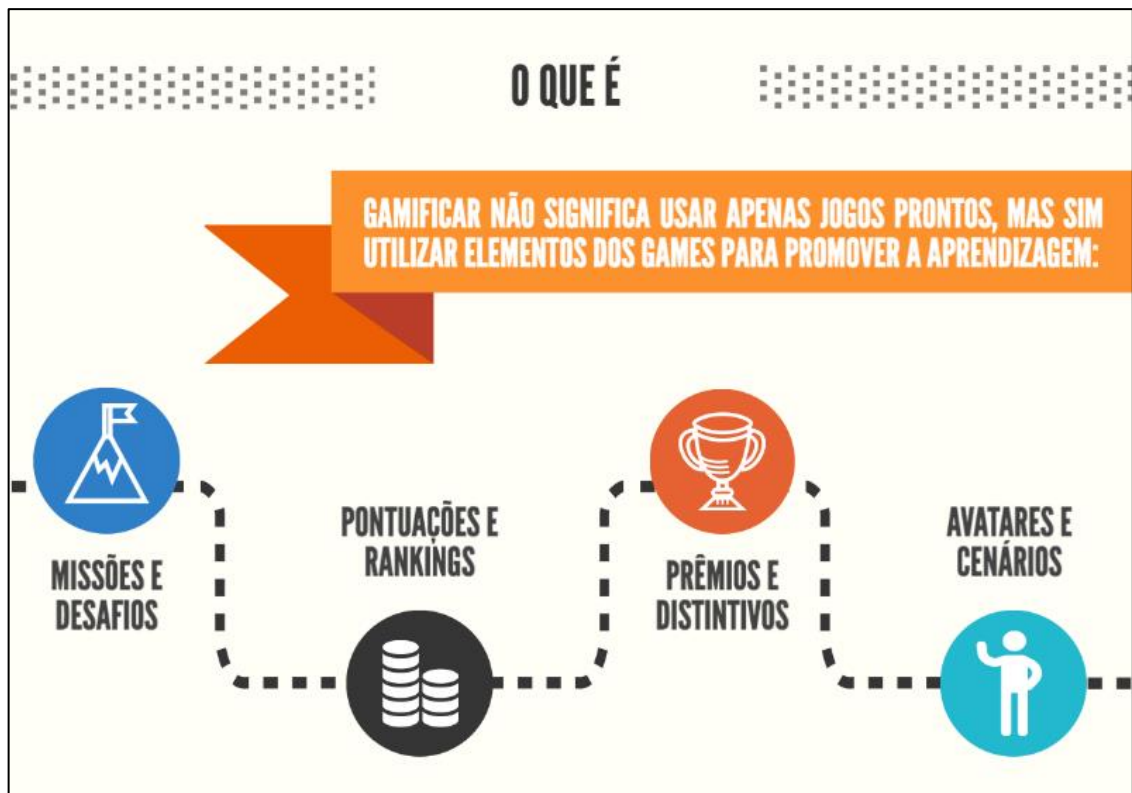 O QUE É
GAMIFICAR NÃO SIGNIFICA USAR APENAS JOGOS PRONTOS, MAS SIM
UTILIZAR ELEMENTOS DOS GAMES PARA PROMOVER A APRENDIZAGEM:
MISSÕES E
DESAFIOS
PONTUAÇÕES E
RANKINGS
PRÊMIOS E
DISTINTIVOS
AVATARES E
CENÁRIOS